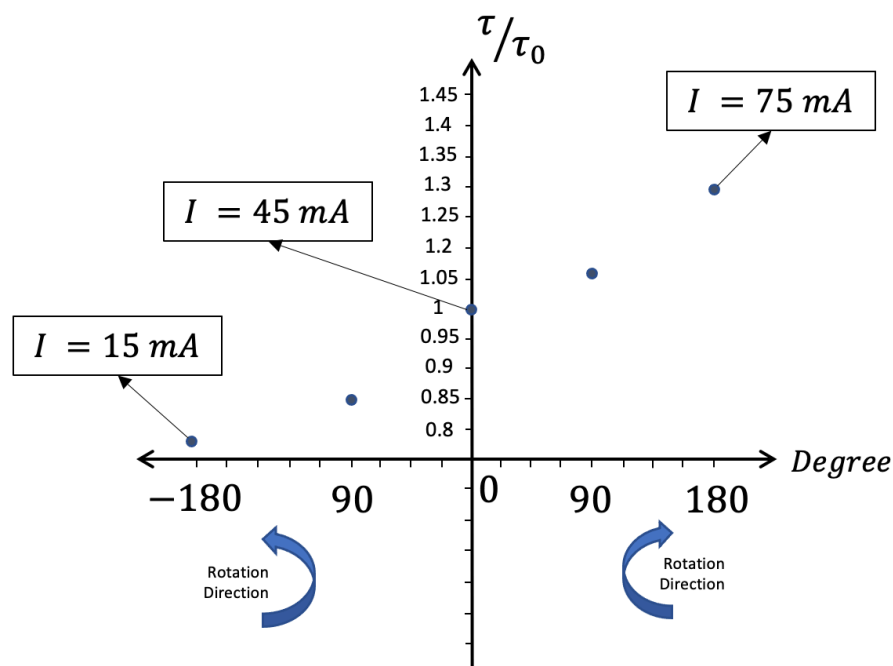 τ/τ₀
1.45
1.4
1.35
1.3
1.25
1.2
1.05
1
0.95
0.9
0.85
0.8
I = 75 mA
I = 45 mA
I = 15 mA
Degree
−180
90
0
90
180
Rotation
Direction
Rotation
Direction